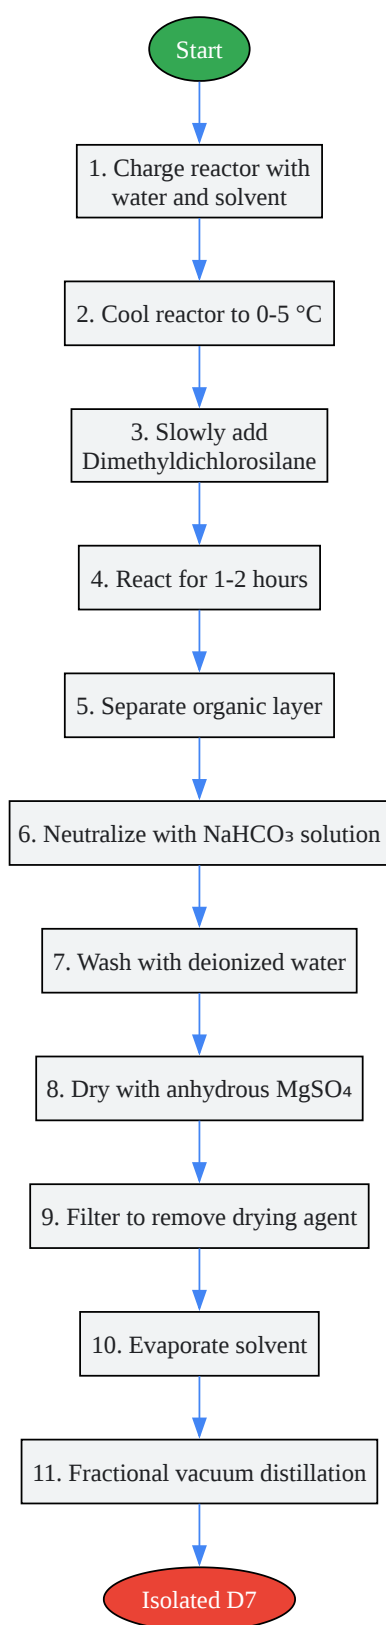 Start
1. Charge reactor with
water and solvent
2. Cool reactor to 0-5 °C
3. Slowly add
Dimethyldichlorosilane
4. React for 1-2 hours
5. Separate organic layer
6. Neutralize with NaHCO₃ solution
7. Wash with deionized water
8. Dry with anhydrous MgSO₄
9. Filter to remove drying agent
10. Evaporate solvent
11. Fractional vacuum distillation
Isolated D7